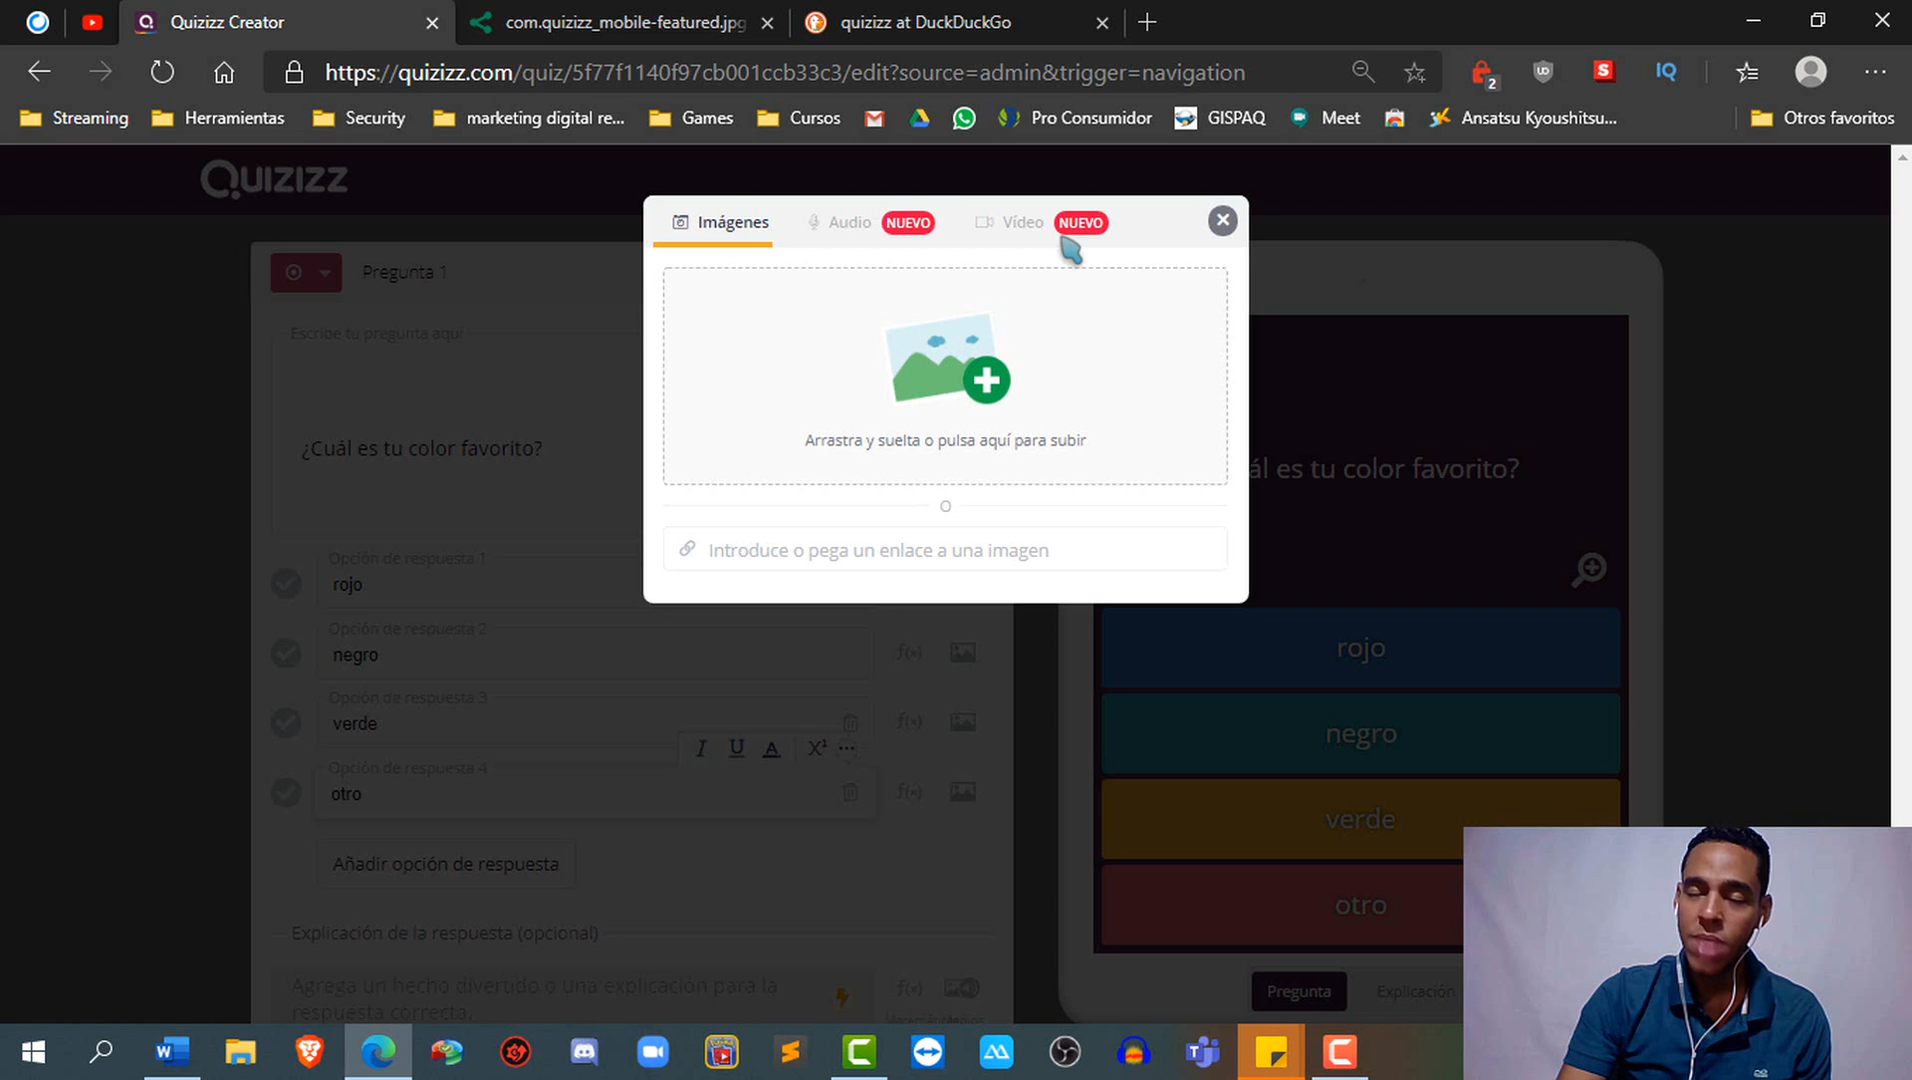 Quizizz Creator
com.quizizz_mobile-featured.jpg
quizizz at DuckDuckGo
https://quizizz.com/quiz/5f77f1140f97cb001ccb33c3/edit?source=admin&trigger=navigation
2
UD
S
IQ
Streaming
Herramientas
Security
marketing digital re...
Games
Cursos
Pro Consumidor
GISPAQ
Meet
Ansatsu Kyoushitsu...
Otros favoritos
Quizizz
Imágenes
Audio
NUEVO
Vídeo
NUEVO
Pregunta 1
Escribe tu pregunta aquí
¿Cuál es tu color favorito?
Arrastra y suelta o pulsa aquí para subir
O
Introduce o pega un enlace a una imagen
ál es tu color favorito?
Opción de respuesta 1
rojo
Opción de respuesta 2
negro
f(x)
Opción de respuesta 3
verde
f(x)
I U A X¹ ...
Opción de respuesta 4
otro
f(x)
Añadir opción de respuesta
Explicación de la respuesta (opcional)
Agrega un hecho divertido o una explicación para la
respuesta correcta.
f(x)
rojo
negro
verde
otro
Pregunta
Explicación